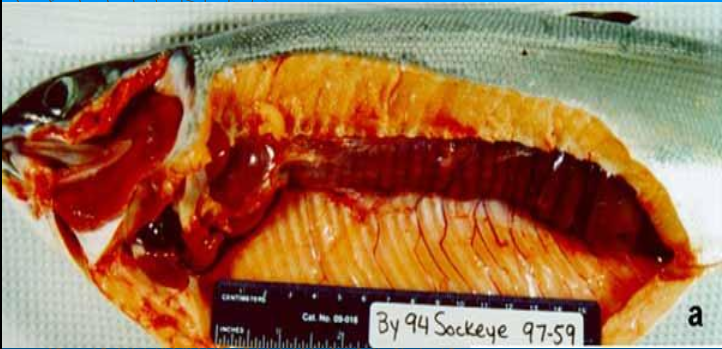 CENTIMETERS
Cat. No. 09-016
INCHES
By 94 Sockeye 97-59
a